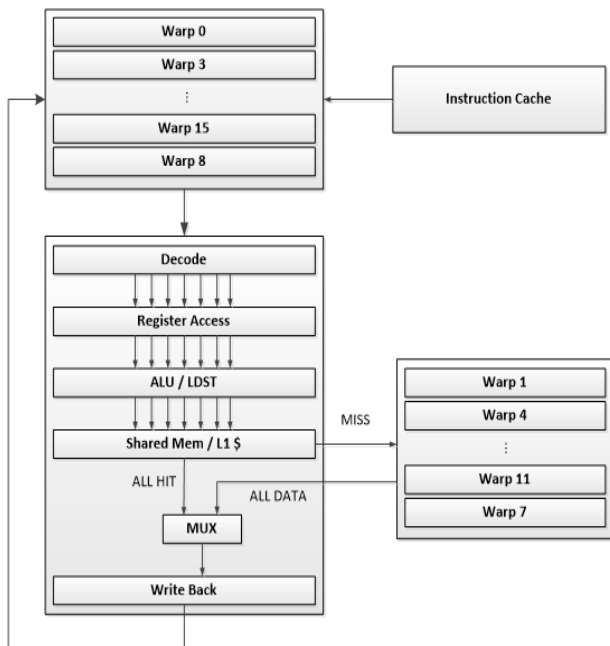 Warp 0
Warp 3
⋮
Warp 15
Warp 8
Instruction Cache
Decode
Register Access
ALU / LDST
Shared Mem / L1 $
MISS
ALL HIT
ALL DATA
MUX
Write Back
Warp 1
Warp 4
⋮
Warp 11
Warp 7